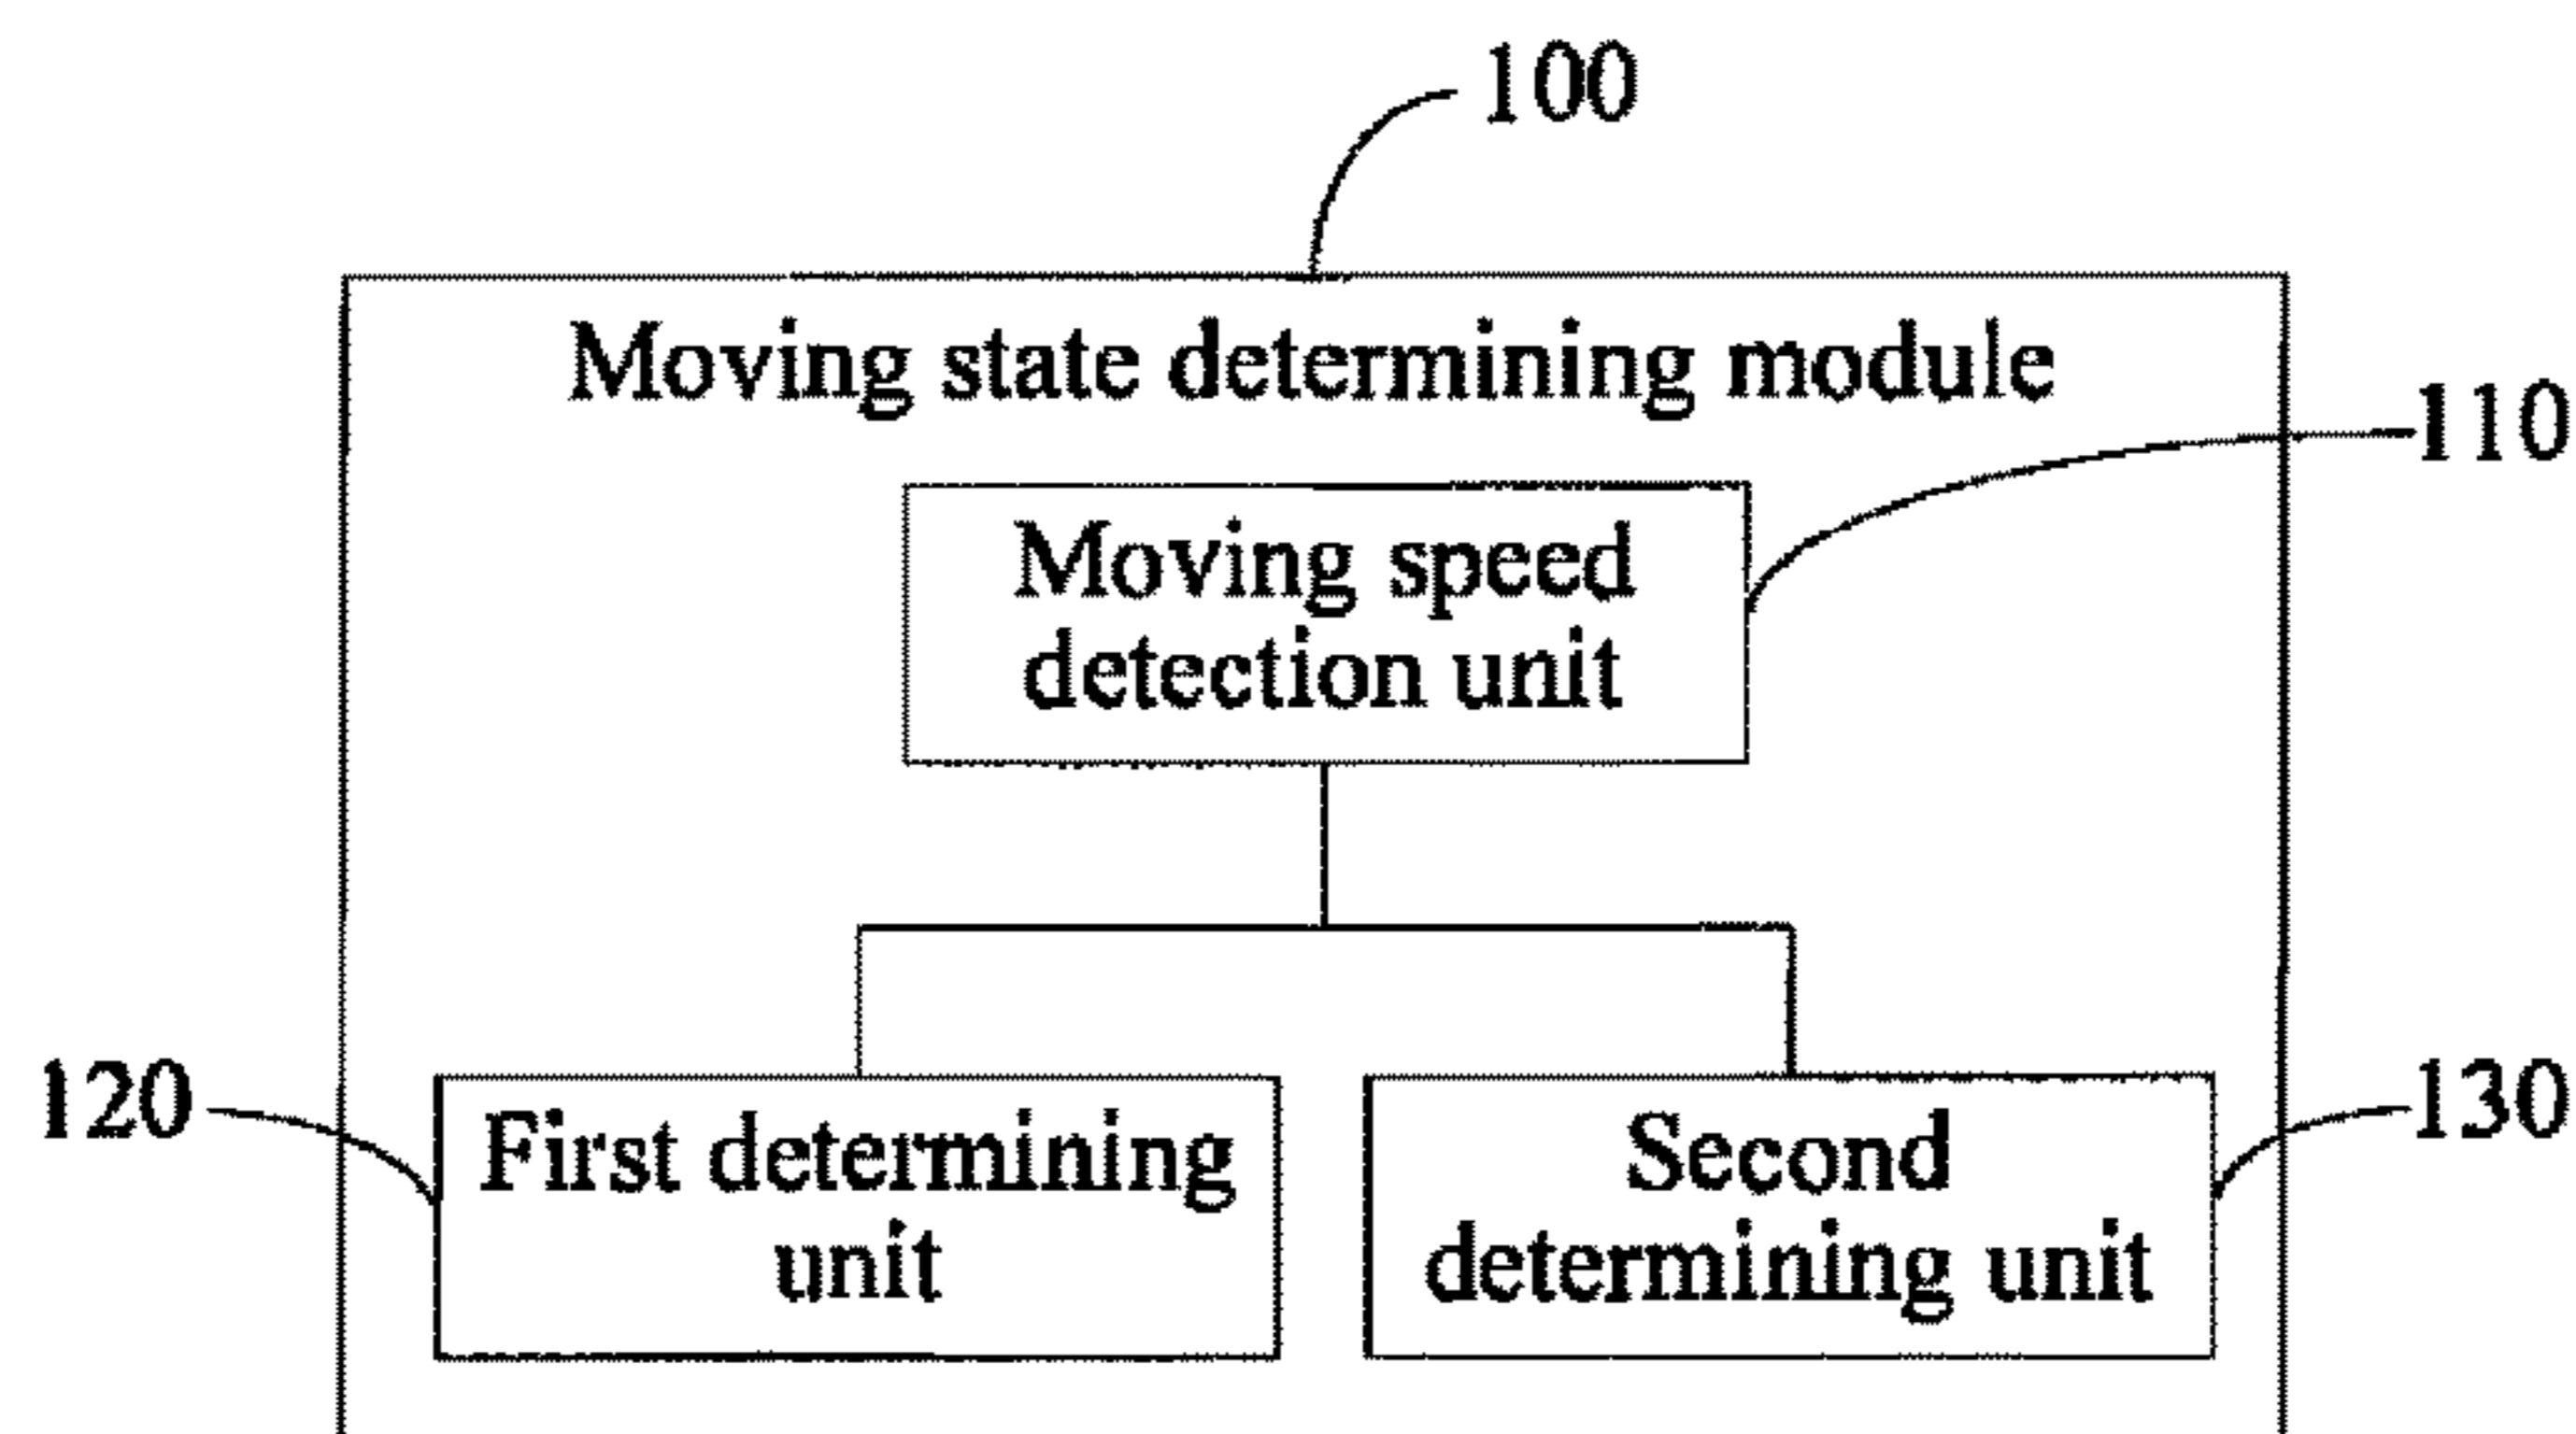 100
Moving state determining module
110
Moving speed
detection unit
120
First determining
unit
Second
determining unit
130